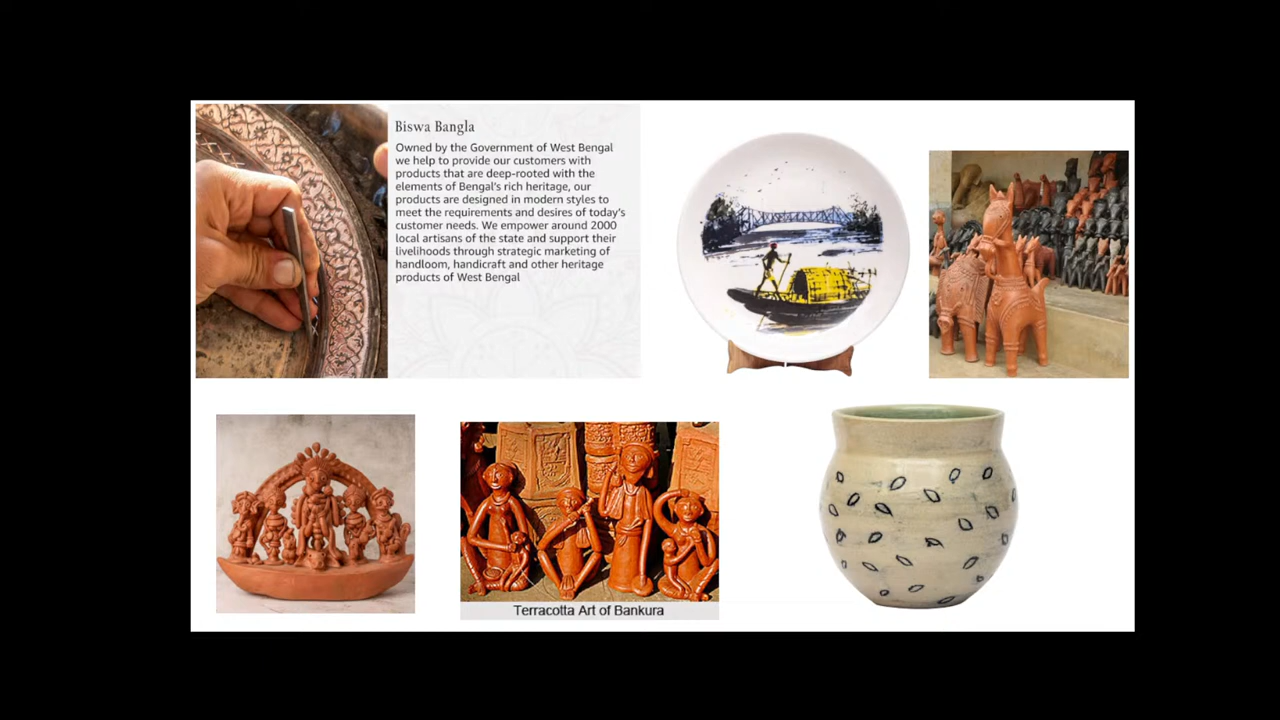 Biswa Bangla
Owned by the Government of West Bengal
we help to provide our customers with
products that are deep-rooted with the
elements of Bengal's rich heritage, our
products are designed in modern styles to
meet the requirements and desires of today's
customer needs. We empower around 2000
local artisans of the state and support their
livelihoods through strategic marketing of
handloom, handicraft and other heritage
products of West Bengal
Terracotta Art of Bankura